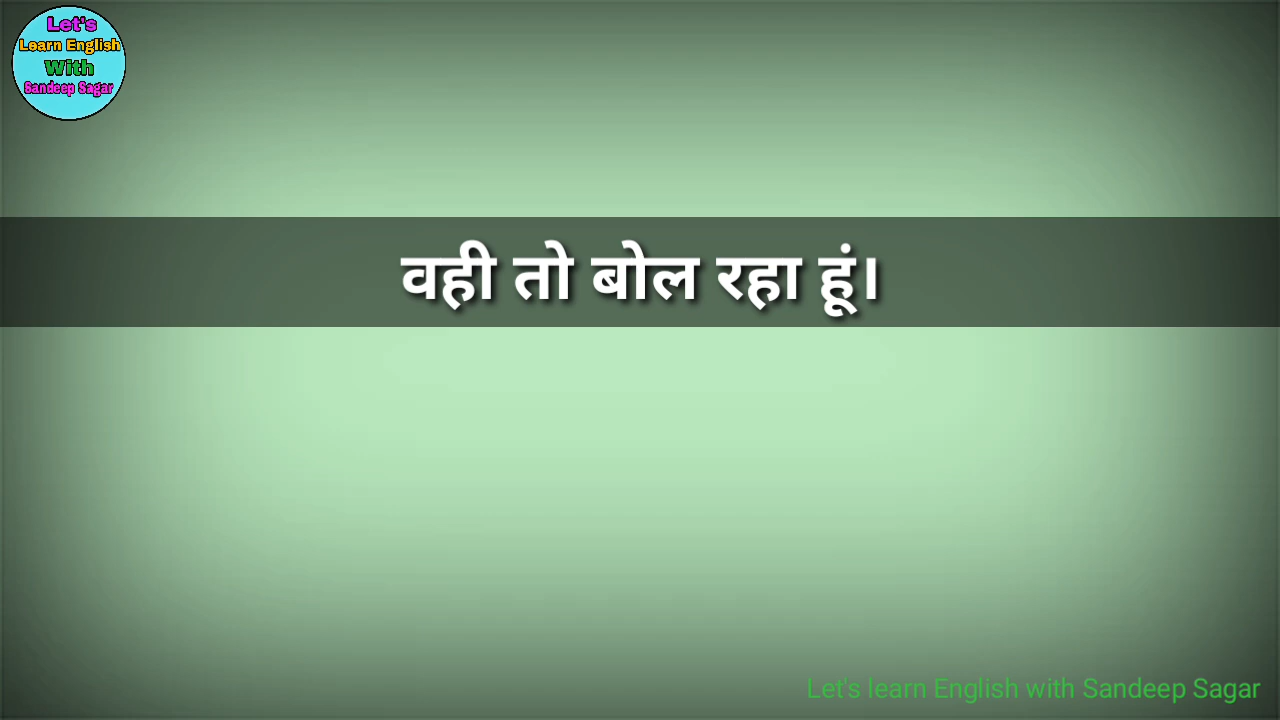 Let's
Learn English
With
Sandeep Sagar
वही तो बोल रहा हूं।
Let's learn English with Sandeep Sagar